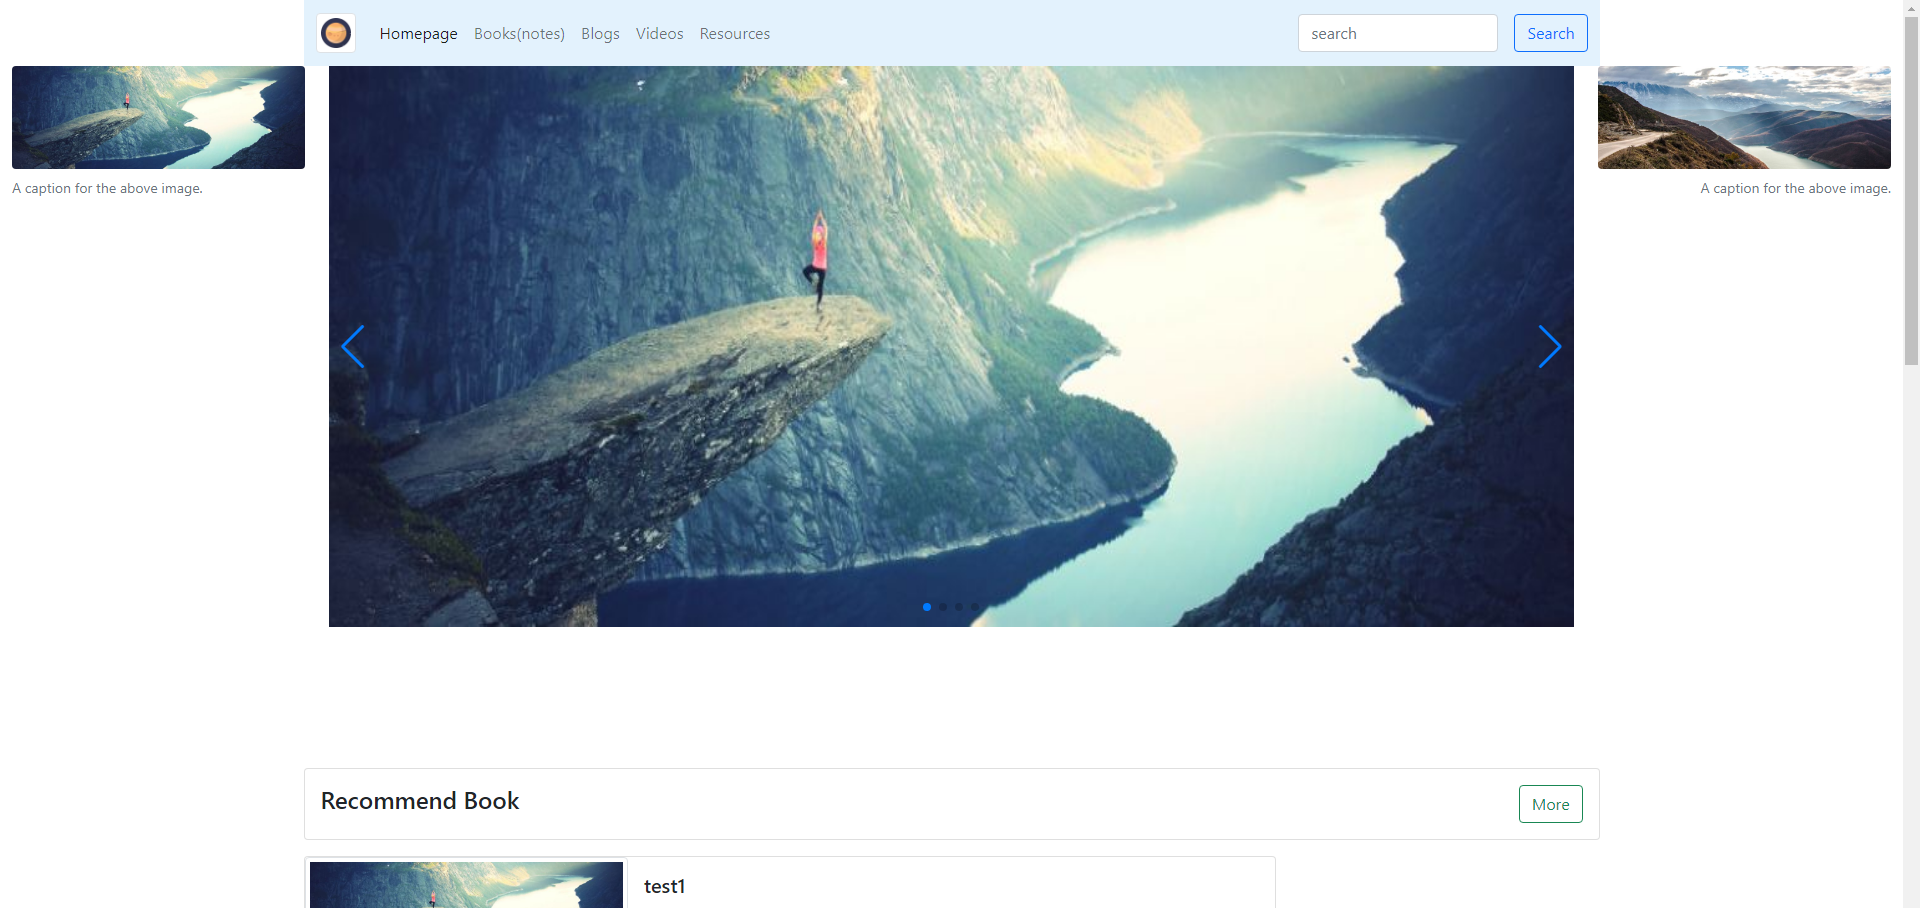 Homepage Books(notes) Blogs Videos Resources search Search
A caption for the above image.
A caption for the above image.
Recommend Book More
test1